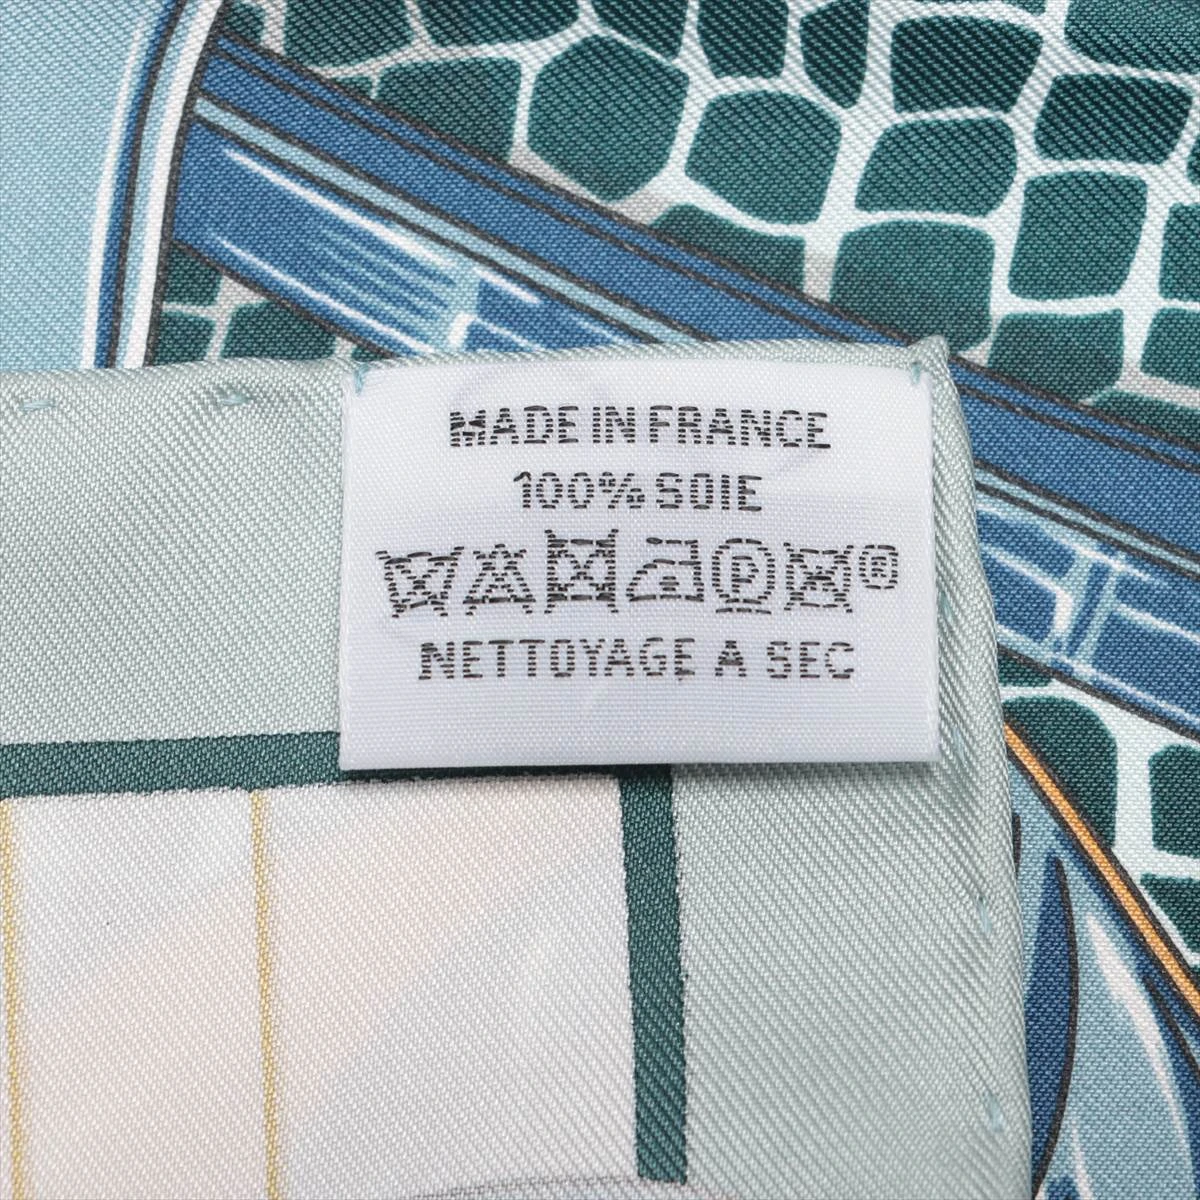 MADE IN FRANCE
100% SOIE
P ®
NETTOYAGE A SEC